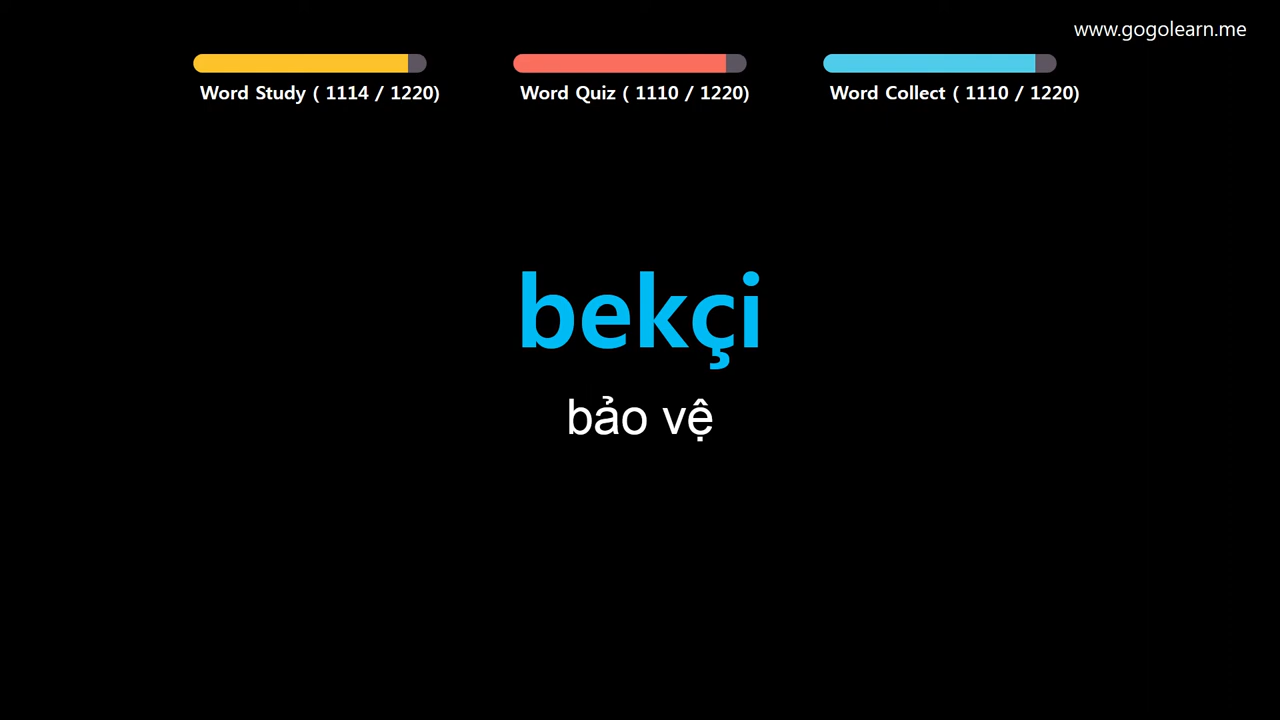 www.gogolearn.me
Word Study ( 1114 / 1220)
Word Quiz ( 1110 / 1220)
Word Collect ( 1110 / 1220)
bekçi
bảo vệ